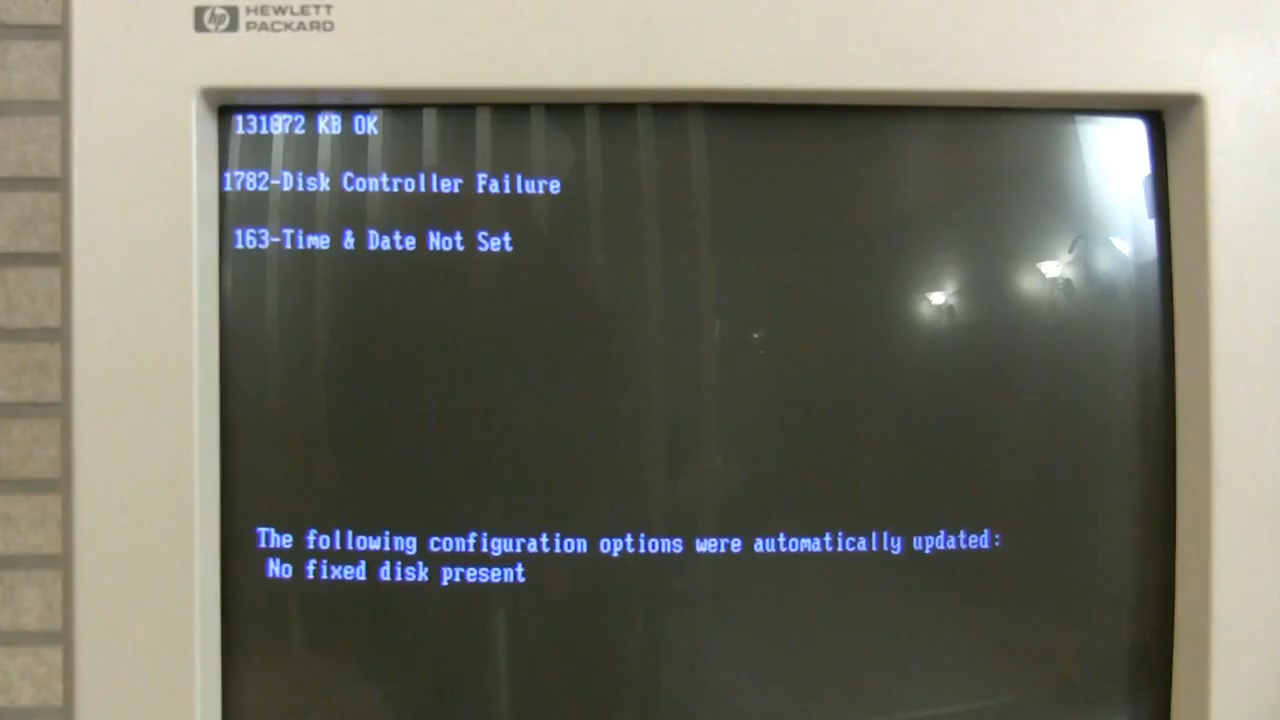 hp HEWLETT
PACKARD
131072 KB OK
1782-Disk Controller Failure
163-Time & Date Not Set
The following configuration options were automatically updated:
No fixed disk present